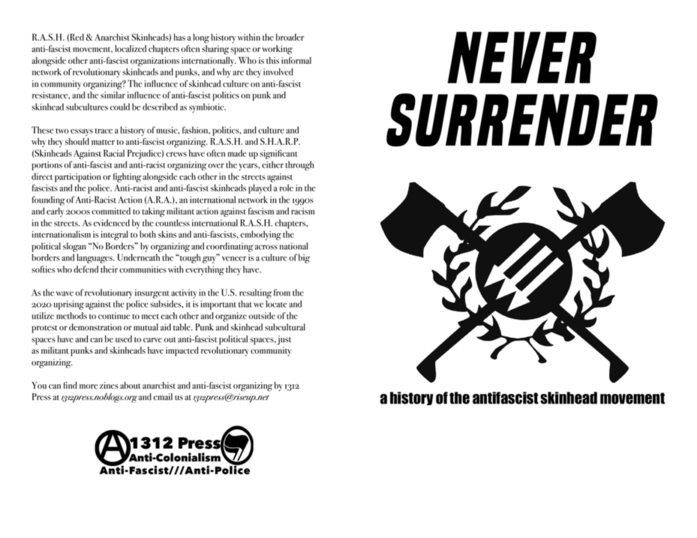 R.A.S.H. (Red & Anarchist Skinheads) has a long history within the broader
anti-fascist movement, localized chapters often sharing space or working
alongside other anti-fascist organizations internationally. Who is this informal
network of revolutionary skinheads and punks, and why are they involved
in community organizing? The influence of skinhead culture on anti-fascist
resistance, and the similar influence of anti-fascist politics on punk and
skinhead subcultures could be described as symbiotic.
These two essays trace a history of music, fashion, politics, and culture and
why they should matter to anti-fascist organizing. R.A.S.H. and S.H.A.R.P.
(Skinheads Against Racial Prejudice) crews have often made up significant
portions of anti-fascist and anti-racist organizing over the years, either through
direct participation or fighting alongside each other in the streets against
fascists and the police. Anti-racist and anti-fascist skinheads played a role in the
founding of Anti-Racist Action (A.R.A.), an international network in the 1990s
and early 2000s committed to taking militant action against fascism and racism
in the streets. As evidenced by the countless international R.A.S.H. chapters,
internationalism is integral to both skins and anti-fascists, embodying the
political slogan “No Borders” by organizing and coordinating across national
borders and languages. Underneath the “tough guy” veneer is a culture of big
softies who defend their communities with everything they have.
As the wave of revolutionary insurgent activity in the U.S. resulting from the
2020 uprising against the police subsides, it is important that we locate and
utilize methods to continue to meet each other and organize outside of the
protest or demonstration or mutual aid table. Punk and skinhead subcultural
spaces have and can be used to carve out anti-fascist political spaces, just
as militant punks and skinheads have impacted revolutionary community
organizing.
You can find more zines about anarchist and anti-fascist organizing by 1312
Press at 1312press.noblogs.org and email us at 1312press@riseup.net
1312 Press
Anti-Colonialism
Anti-Fascist///Anti-Police
NEVER
SURRENDER
a history of the antifascist skinhead movement